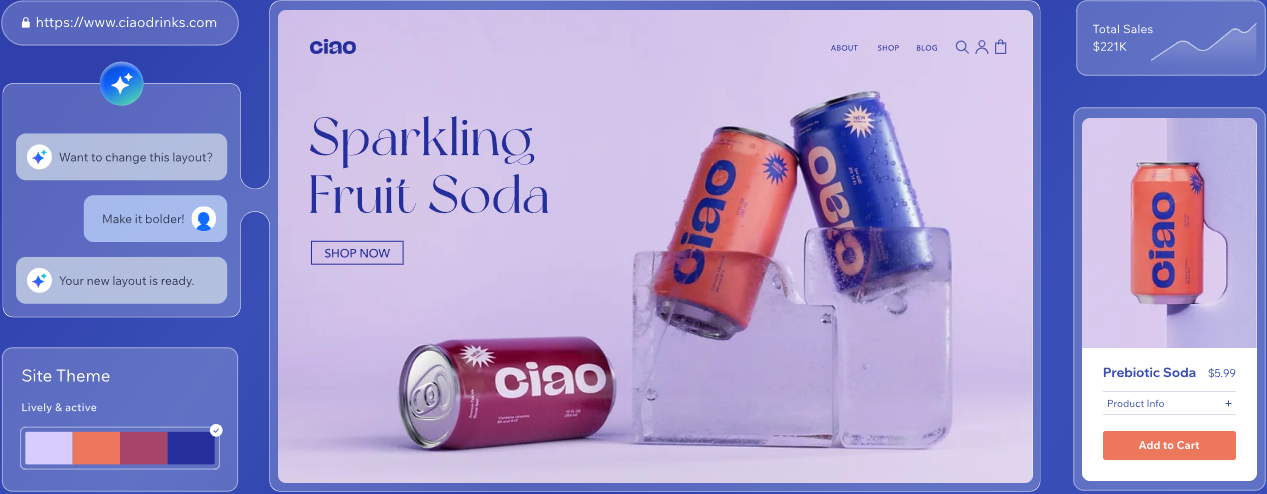 https://www.ciaodrinks.com
Want to change this layout?
Make it bolder!
Your new layout is ready.
Site Theme
Lively & active
ciao
ABOUT SHOP BLOG
Sparkling
Fruit Soda
SHOP NOW
ciao
ciao
ciao
Total Sales
$221K
ciao
Prebiotic Soda $5.99
Product Info +
Add to Cart